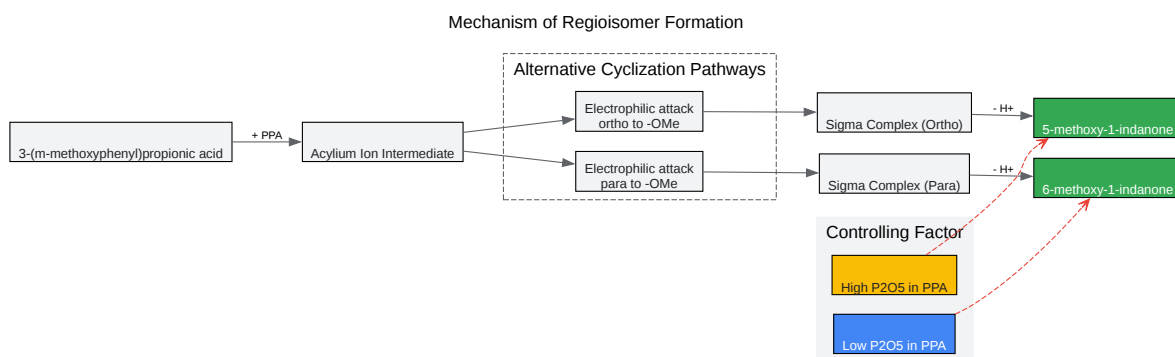 Mechanism of Regioisomer Formation
Alternative Cyclization Pathways
3-(m-methoxyphenyl)propionic acid
+ PPA
Acylium Ion Intermediate
Electrophilic attack
ortho to -OMe
Sigma Complex (Ortho)
- H+
5-methoxy-1-indanone
Electrophilic attack
para to -OMe
Sigma Complex (Para)
- H+
6-methoxy-1-indanone
Controlling Factor
High P2O5 in PPA
Low P2O5 in PPA